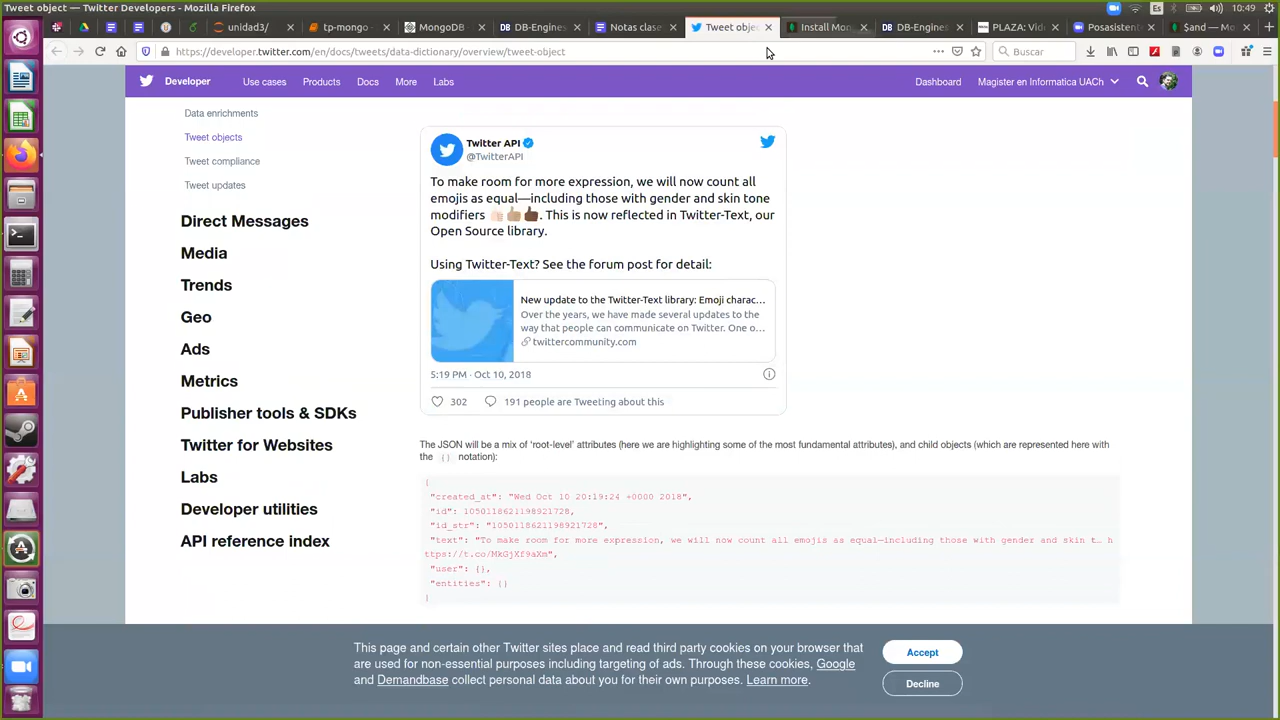 Tweet object — Twitter Developers - Mozilla Firefox
Es
10:49
unidad3/
tp-mongo -
MongoDB
DB-Engines
Notas clase
Tweet obje
Install Mong
DB-Engines
PLAZA: Ve
Posasistent
$and — Mo
https://developer.twitter.com/en/docs/tweets/data-dictionary/overview/tweet-object
Buscar
Developer
Use cases
Products
Docs
More
Labs
Dashboard
Magister en Informatica UACh
Data enrichments
Tweet objects
Tweet compliance
Tweet updates
Direct Messages
Media
Trends
Geo
Ads
Metrics
Publisher tools & SDKs
Twitter for Websites
Labs
Developer utilities
API reference index
Twitter API
@TwitterAPI
To make room for more expression, we will now count all
emojis as equal—including those with gender and skin tone
modifiers 👍🏻👍🏽👍🏿. This is now reflected in Twitter-Text, our
Open Source library.
Using Twitter-Text? See the forum post for detail:
New update to the Twitter-Text library: Emoji charac...
Over the years, we have made several updates to the
way that people can communicate on Twitter. One o...
twittercommunity.com
5:19 PM · Oct 10, 2018
302
191 people are Tweeting about this
The JSON will be a mix of 'root-level' attributes (here we are highlighting some of the most fundamental attributes), and child objects (which are represented here with
the {} notation):
{
"created_at": "Wed Oct 10 20:19:24 +0000 2018",
"id": 1050118621198921728,
"id_str": "1050118621198921728",
"text": "To make room for more expression, we will now count all emojis as equal—including those with gender and skin t… h
ttps://t.co/MkGjXf9aXm",
"user": {},
"entities": {}
}
This page and certain other Twitter sites place and read third party cookies on your browser that
are used for non-essential purposes including targeting of ads. Through these cookies, Google
and Demandbase collect personal data about you for their own purposes. Learn more.
Accept
Decline